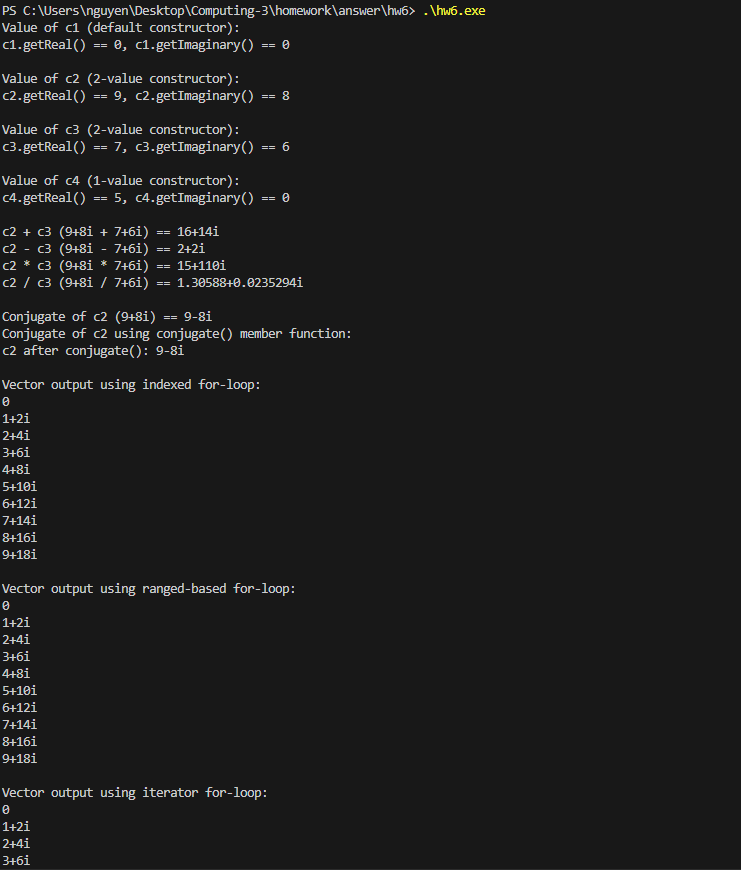 PS C:\Users\nguyen\Desktop\Computing-3\homework\answer\hw6> .\hw6.exe
Value of c1 (default constructor):
c1.getReal() == 0, c1.getImaginary() == 0

Value of c2 (2-value constructor):
c2.getReal() == 9, c2.getImaginary() == 8

Value of c3 (2-value constructor):
c3.getReal() == 7, c3.getImaginary() == 6

Value of c4 (1-value constructor):
c4.getReal() == 5, c4.getImaginary() == 0

c2 + c3 (9+8i + 7+6i) == 16+14i
c2 - c3 (9+8i - 7+6i) == 2+2i
c2 * c3 (9+8i * 7+6i) == 15+110i
c2 / c3 (9+8i / 7+6i) == 1.30588+0.0235294i

Conjugate of c2 (9+8i) == 9-8i
Conjugate of c2 using conjugate() member function:
c2 after conjugate(): 9-8i

Vector output using indexed for-loop:
0
1+2i
2+4i
3+6i
4+8i
5+10i
6+12i
7+14i
8+16i
9+18i

Vector output using ranged-based for-loop:
0
1+2i
2+4i
3+6i
4+8i
5+10i
6+12i
7+14i
8+16i
9+18i

Vector output using iterator for-loop:
0
1+2i
2+4i
3+6i